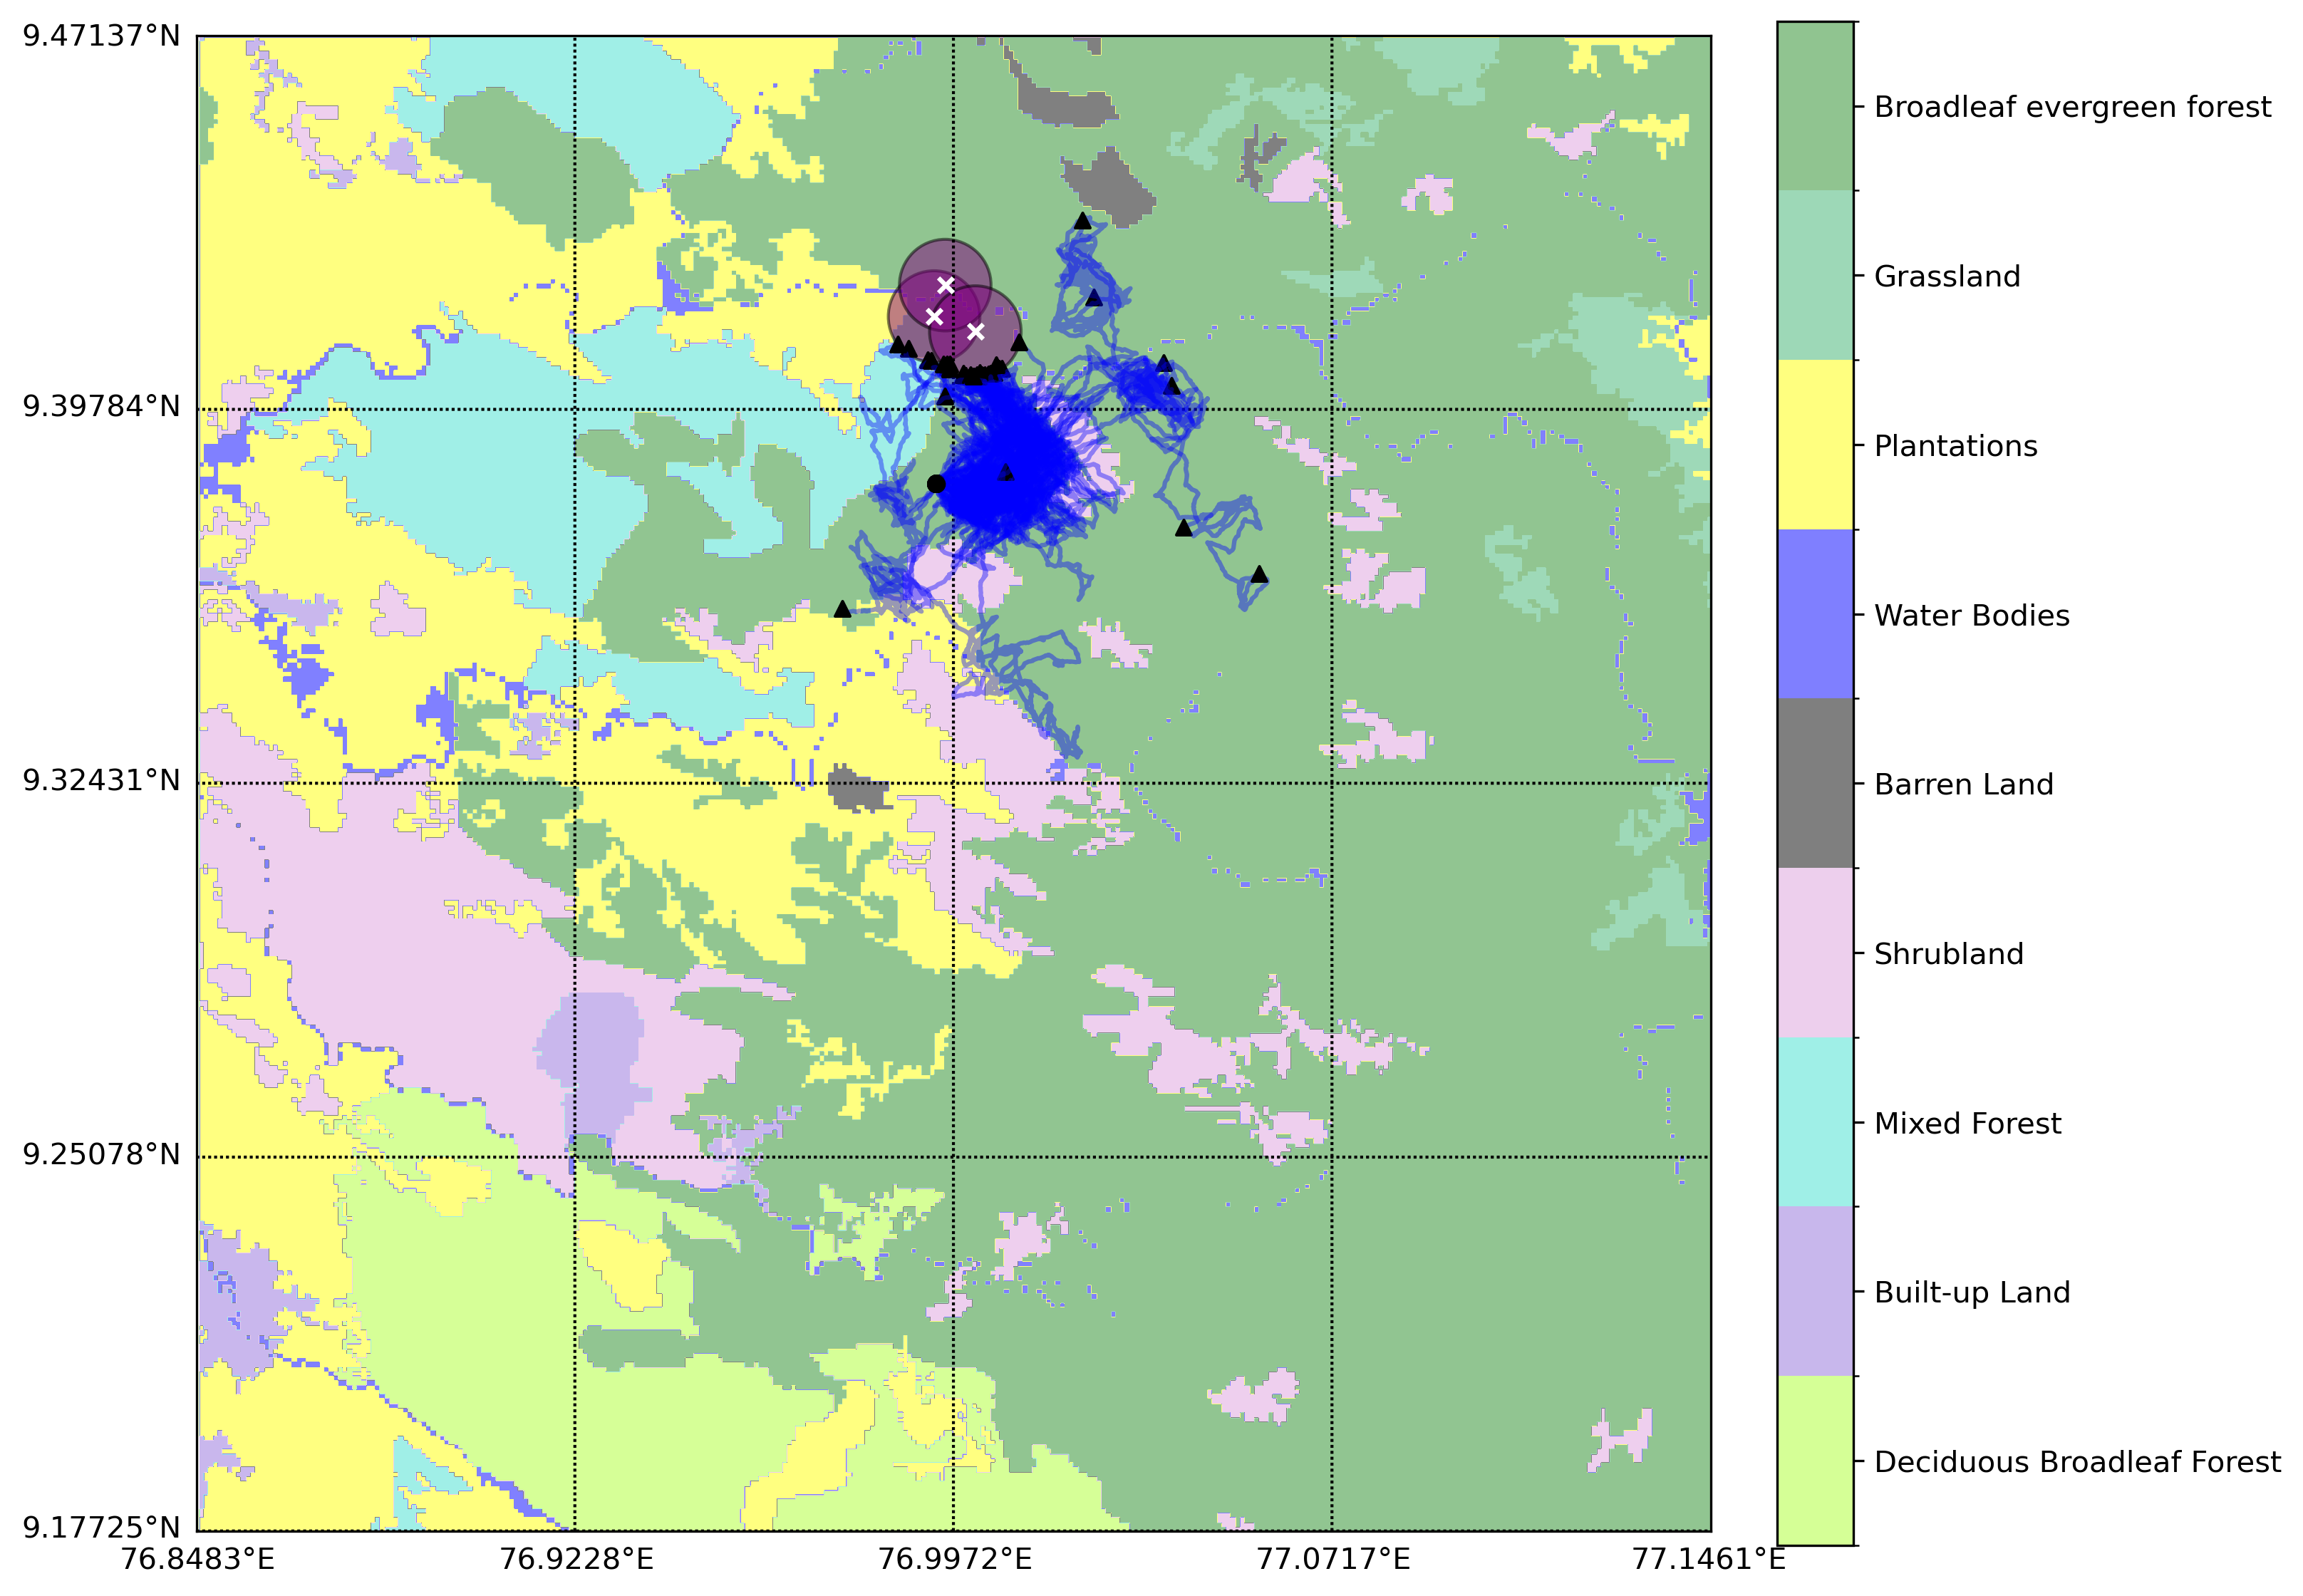 9.47137°N
9.39784°N
9.32431°N
9.25078°N
9.17725°N
76.8483°E
76.9228°E
76.9972°E
77.0717°E
77.1461°E
Broadleaf evergreen forest
Grassland
Plantations
Water Bodies
Barren Land
Shrubland
Mixed Forest
Built-up Land
Deciduous Broadleaf Forest